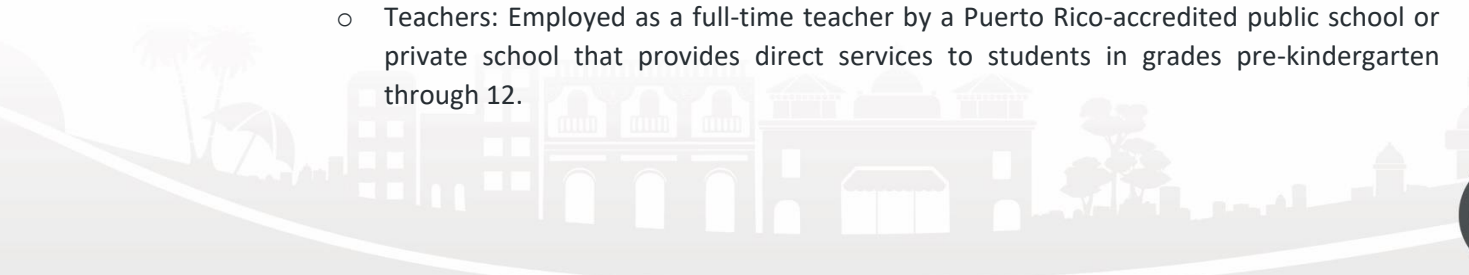 o Teachers: Employed as a full-time teacher by a Puerto Rico-accredited public school or
private school that provides direct services to students in grades pre-kindergarten
through 12.